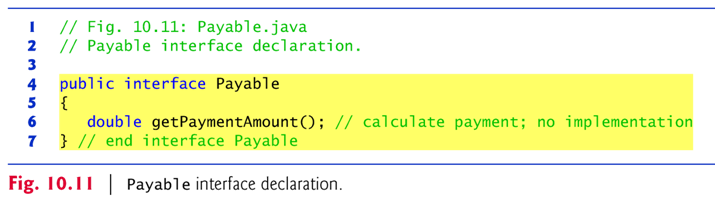 1 // Fig. 10.11: Payable.java
2 // Payable interface declaration.
3
4 public interface Payable
5 {
6 double getPaymentAmount(); // calculate payment; no implementation
7 } // end interface Payable
Fig. 10.11 | Payable interface declaration.